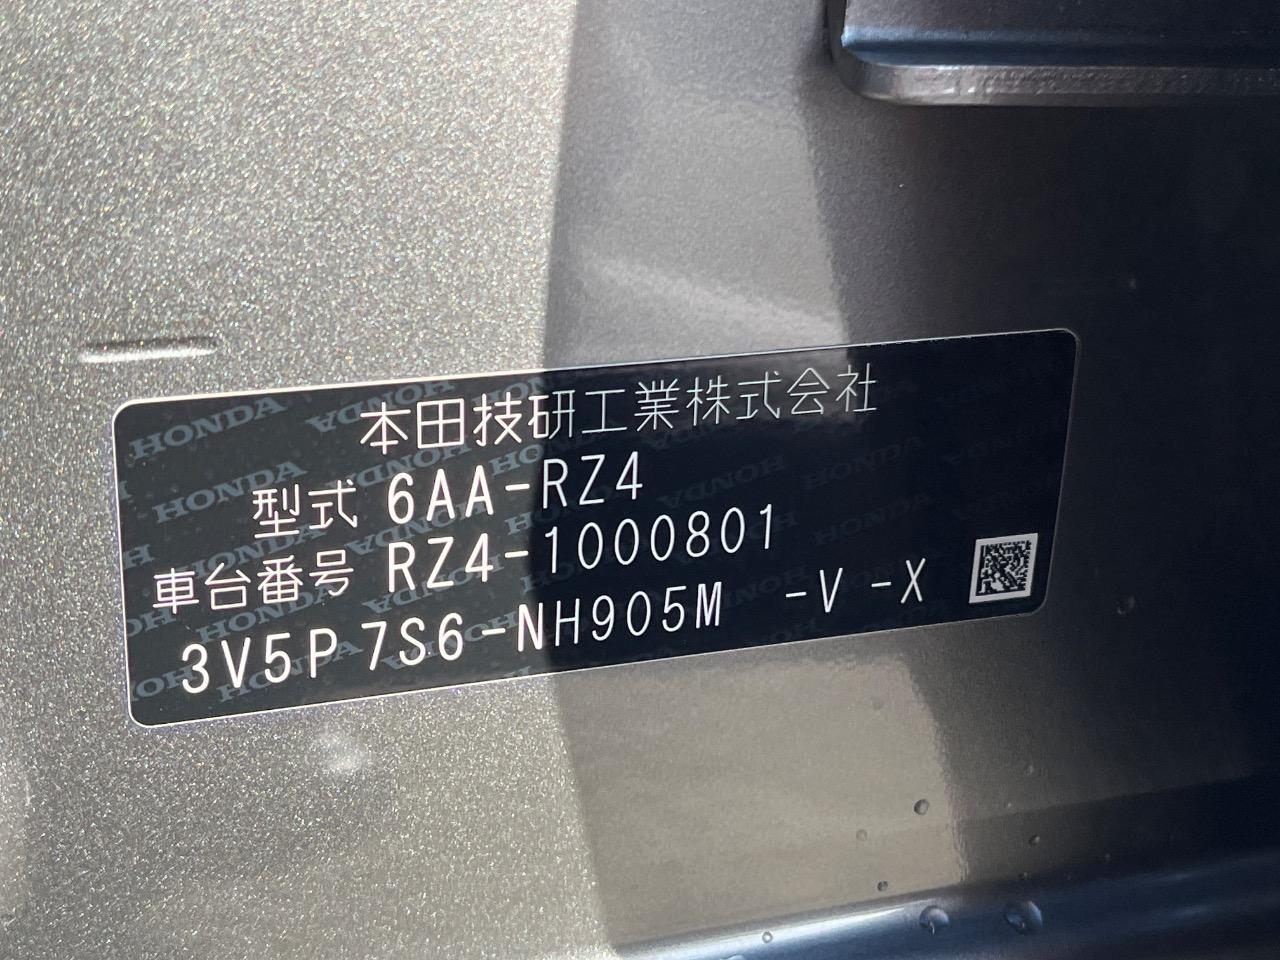 本田技研工業株式会社
型式 6AA-RZ4
車台番号 RZ4-1000801
3V5P 7S6-NH905M -V -X
HONDA